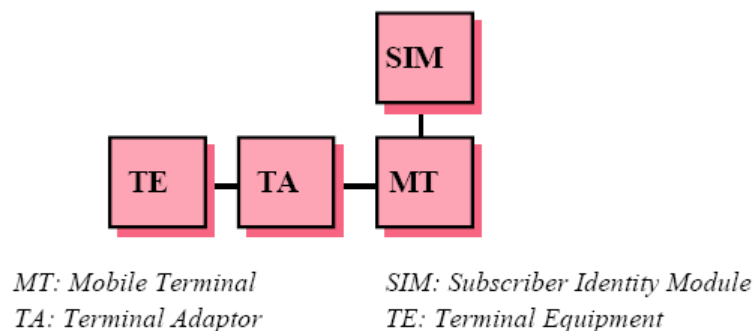 SIM
TE TA MT
MT: Mobile Terminal SIM: Subscriber Identity Module
TA: Terminal Adaptor TE: Terminal Equipment